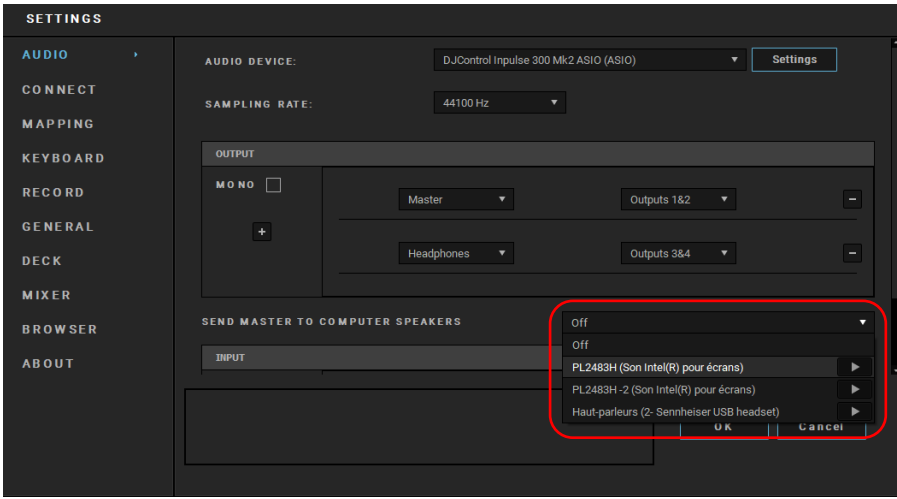 SETTINGS
AUDIO
CONNECT
MAPPING
KEYBOARD
RECORD
GENERAL
DECK
MIXER
BROWSER
ABOUT
AUDIO DEVICE: DJControl Inpulse 300 Mk2 ASIO (ASIO) Settings
SAMPLING RATE: 44100 Hz
OUTPUT
MONO
+
Master Outputs 1&2 −
Headphones Outputs 3&4 −
SEND MASTER TO COMPUTER SPEAKERS Off
Off
PL2483H (Son Intel(R) pour écrans)
PL2483H -2 (Son Intel(R) pour écrans)
Haut-parleurs (2- Sennheiser USB headset)
INPUT
OK Cancel